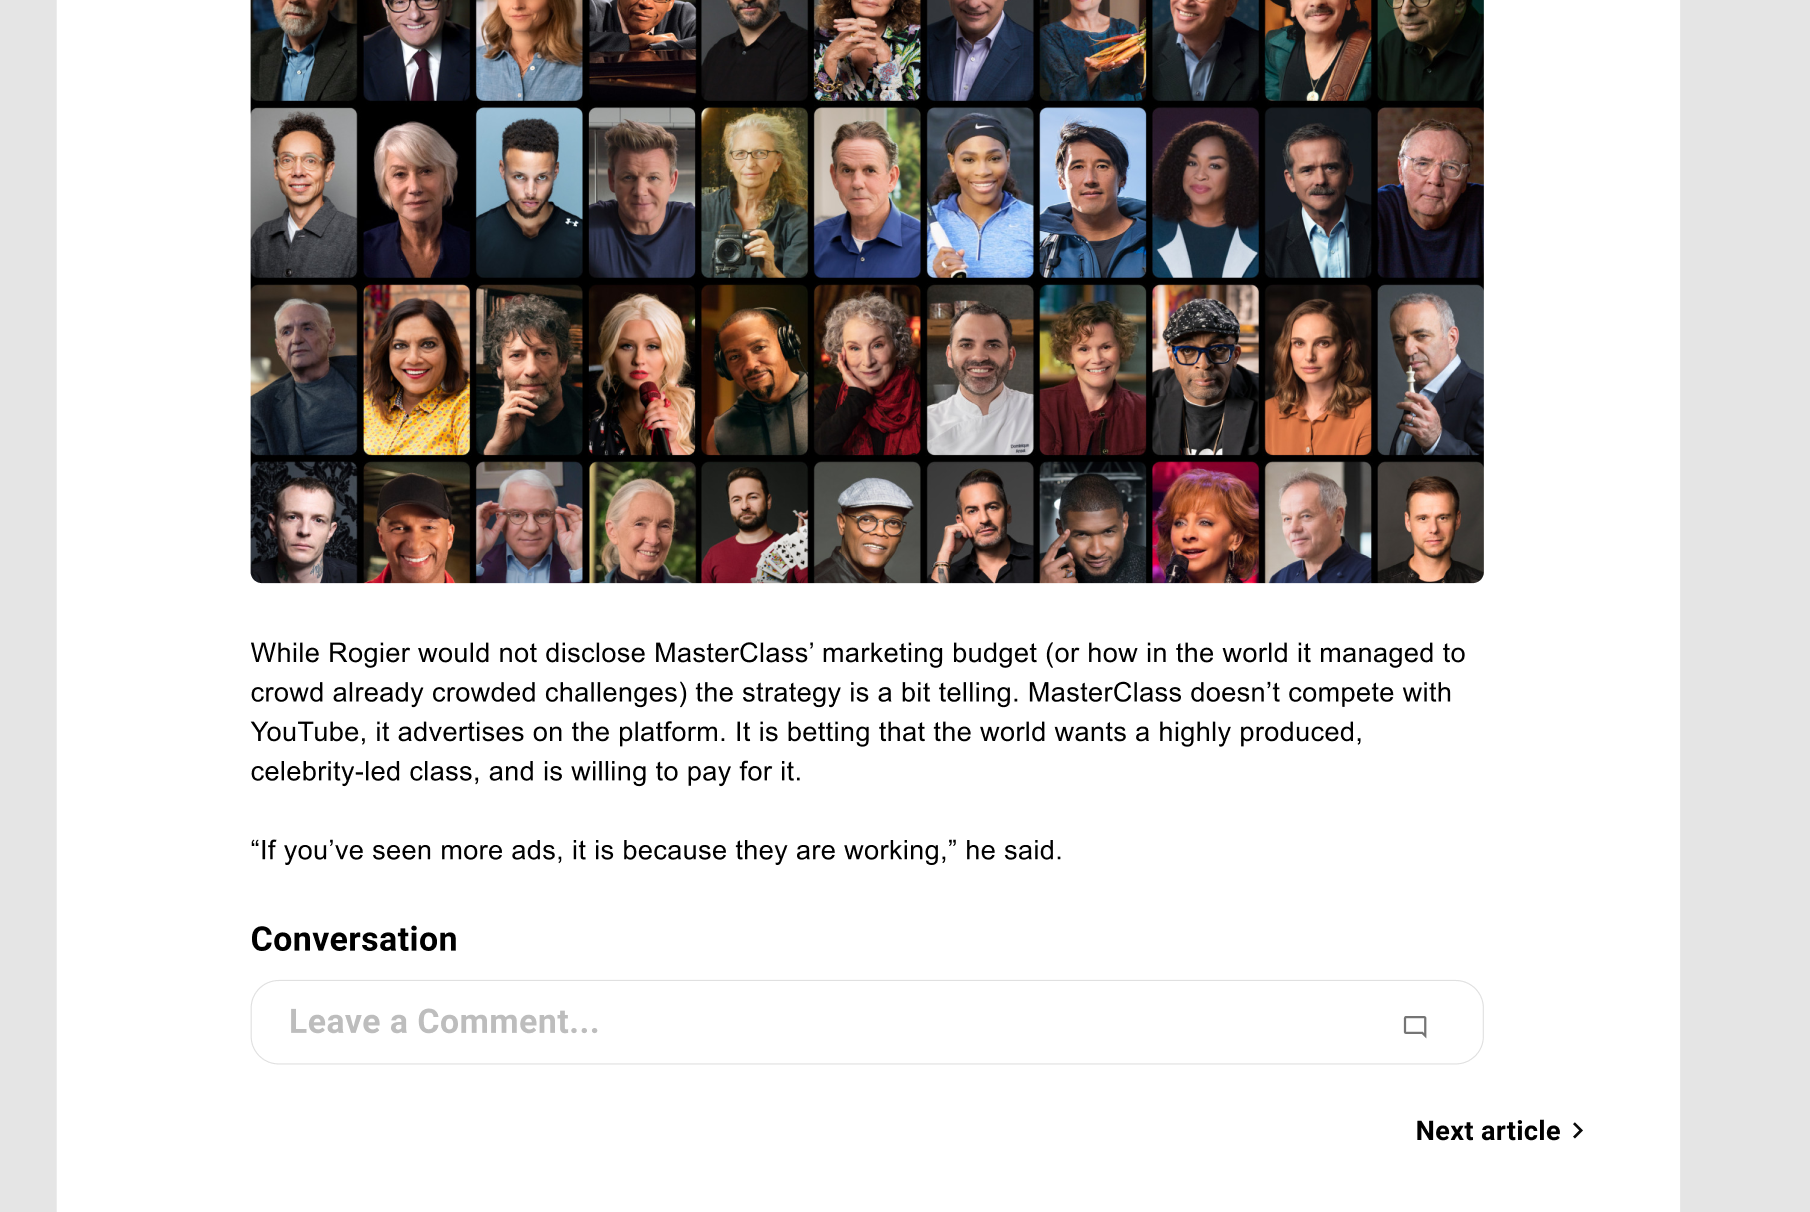 While Rogier would not disclose MasterClass’ marketing budget (or how in the world it managed to
crowd already crowded challenges) the strategy is a bit telling. MasterClass doesn’t compete with
YouTube, it advertises on the platform. It is betting that the world wants a highly produced,
celebrity-led class, and is willing to pay for it.
“If you’ve seen more ads, it is because they are working,” he said.
Conversation
Leave a Comment...
Next article